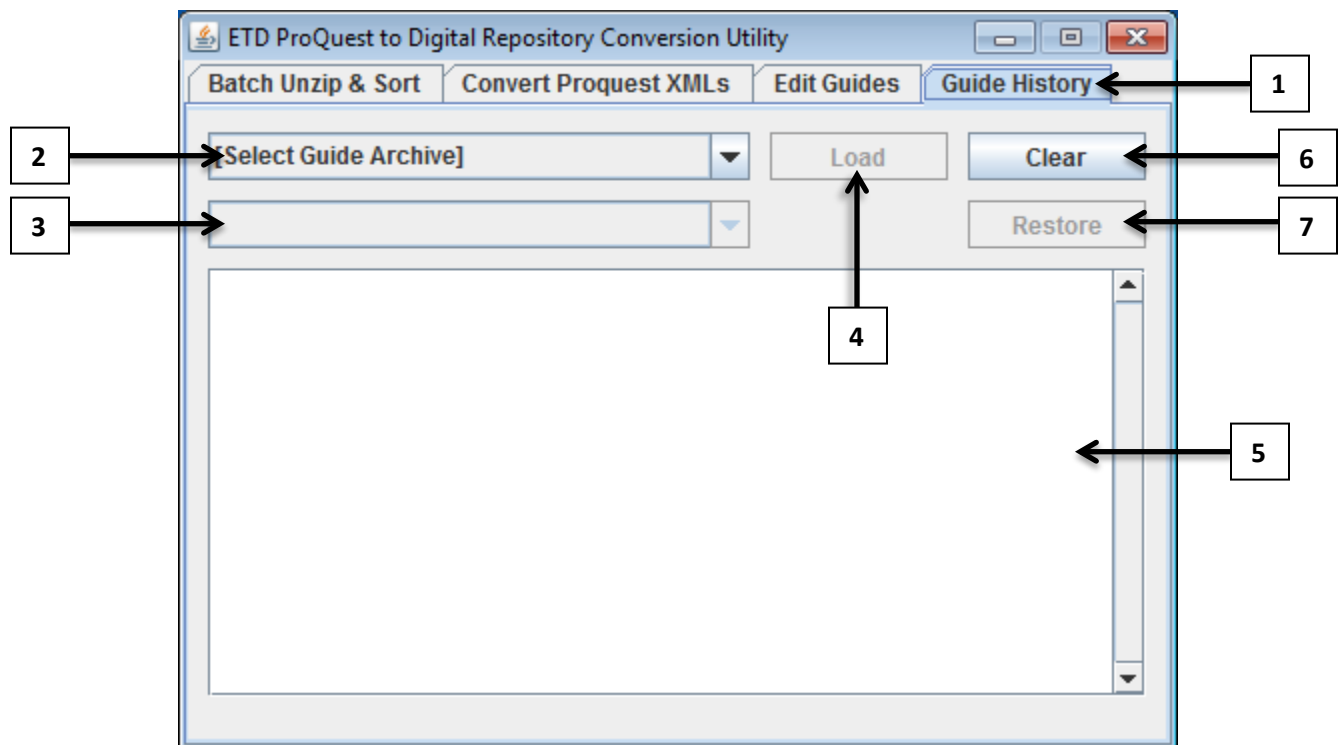 ETD ProQuest to Digital Repository Conversion Utility
Batch Unzip & Sort Convert Proquest XMLs Edit Guides Guide History
1
2
[Select Guide Archive] Load Clear
6
3
Restore
7
4
5